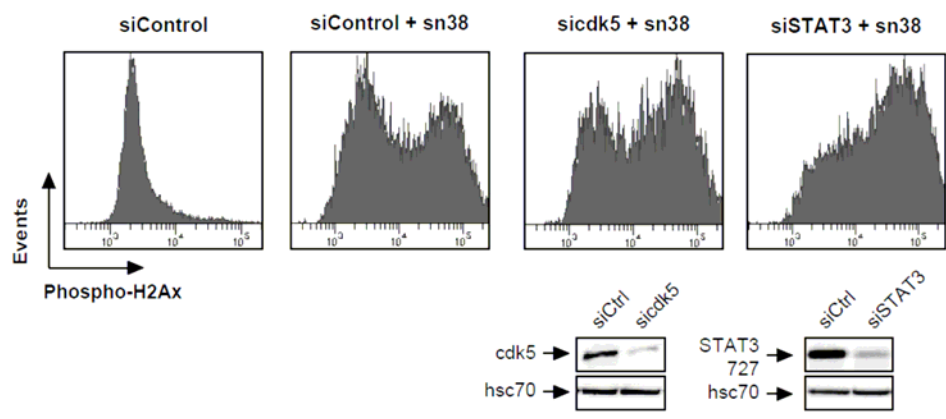 siControl
siControl + sn38
sicdk5 + sn38
siSTAT3 + sn38
Events
10³ 10⁴ 10⁵
10³ 10⁴ 10⁵
10³ 10⁴ 10⁵
10³ 10⁴ 10⁵
Phospho-H2Ax
siCtrl sicdk5
siCtrl siSTAT3
cdk5
hsc70
STAT3
727
hsc70